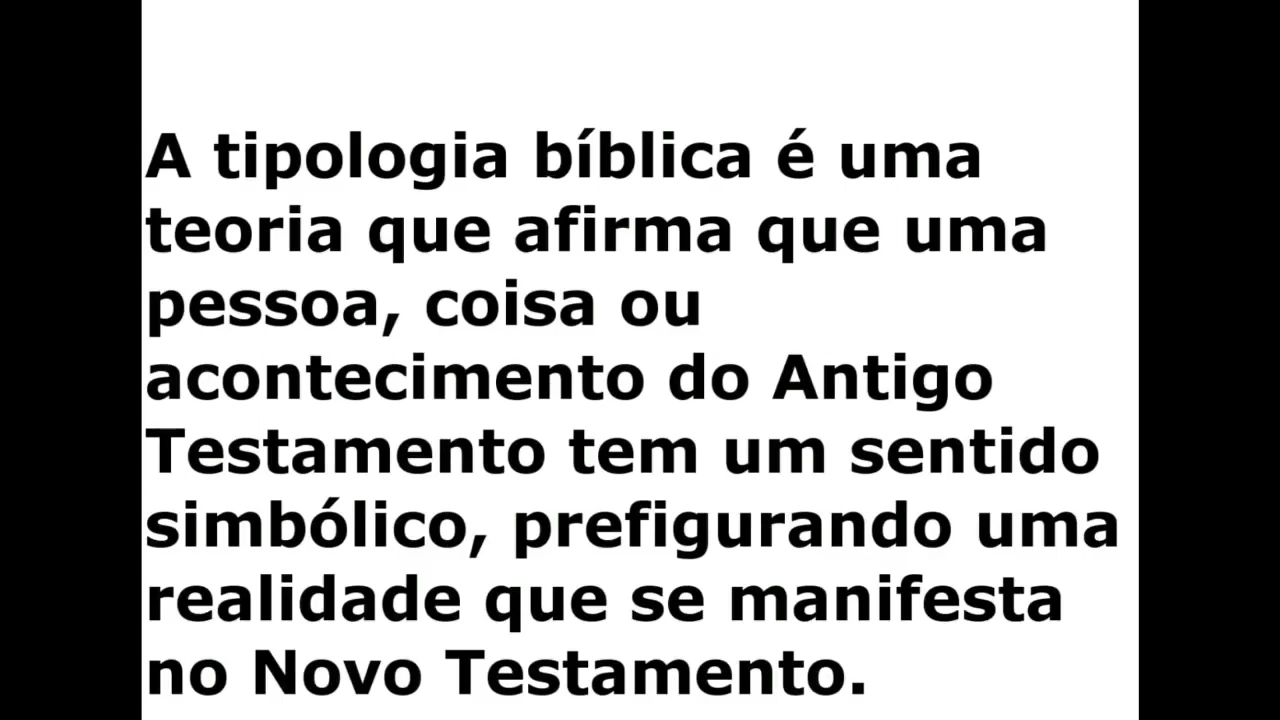 A tipologia bíblica é uma
teoria que afirma que uma
pessoa, coisa ou
acontecimento do Antigo
Testamento tem um sentido
simbólico, prefigurando uma
realidade que se manifesta
no Novo Testamento.